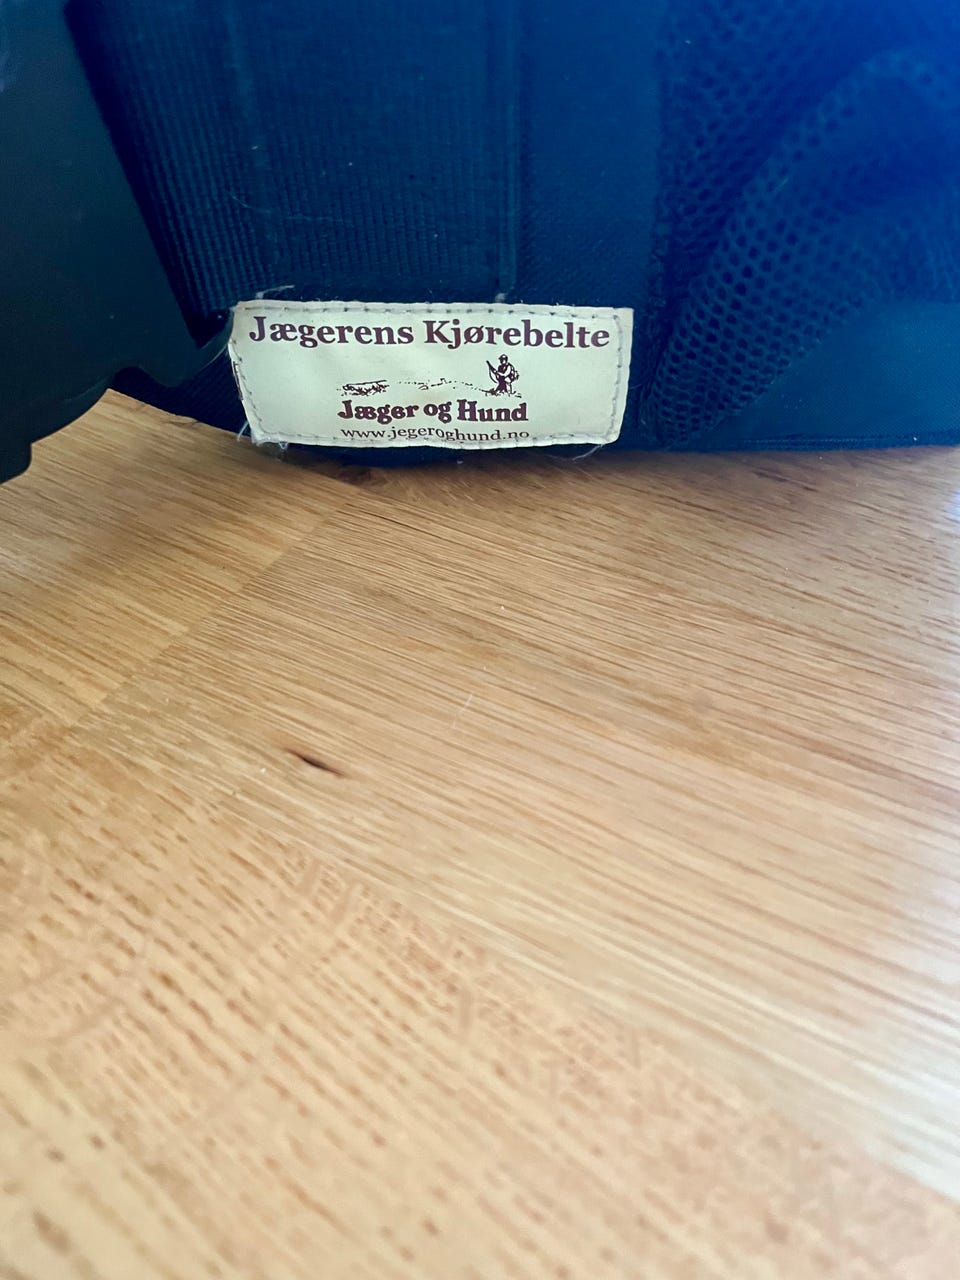 Jægerens Kjørebelte
Jæger og Hund
www.jegeroghund.no